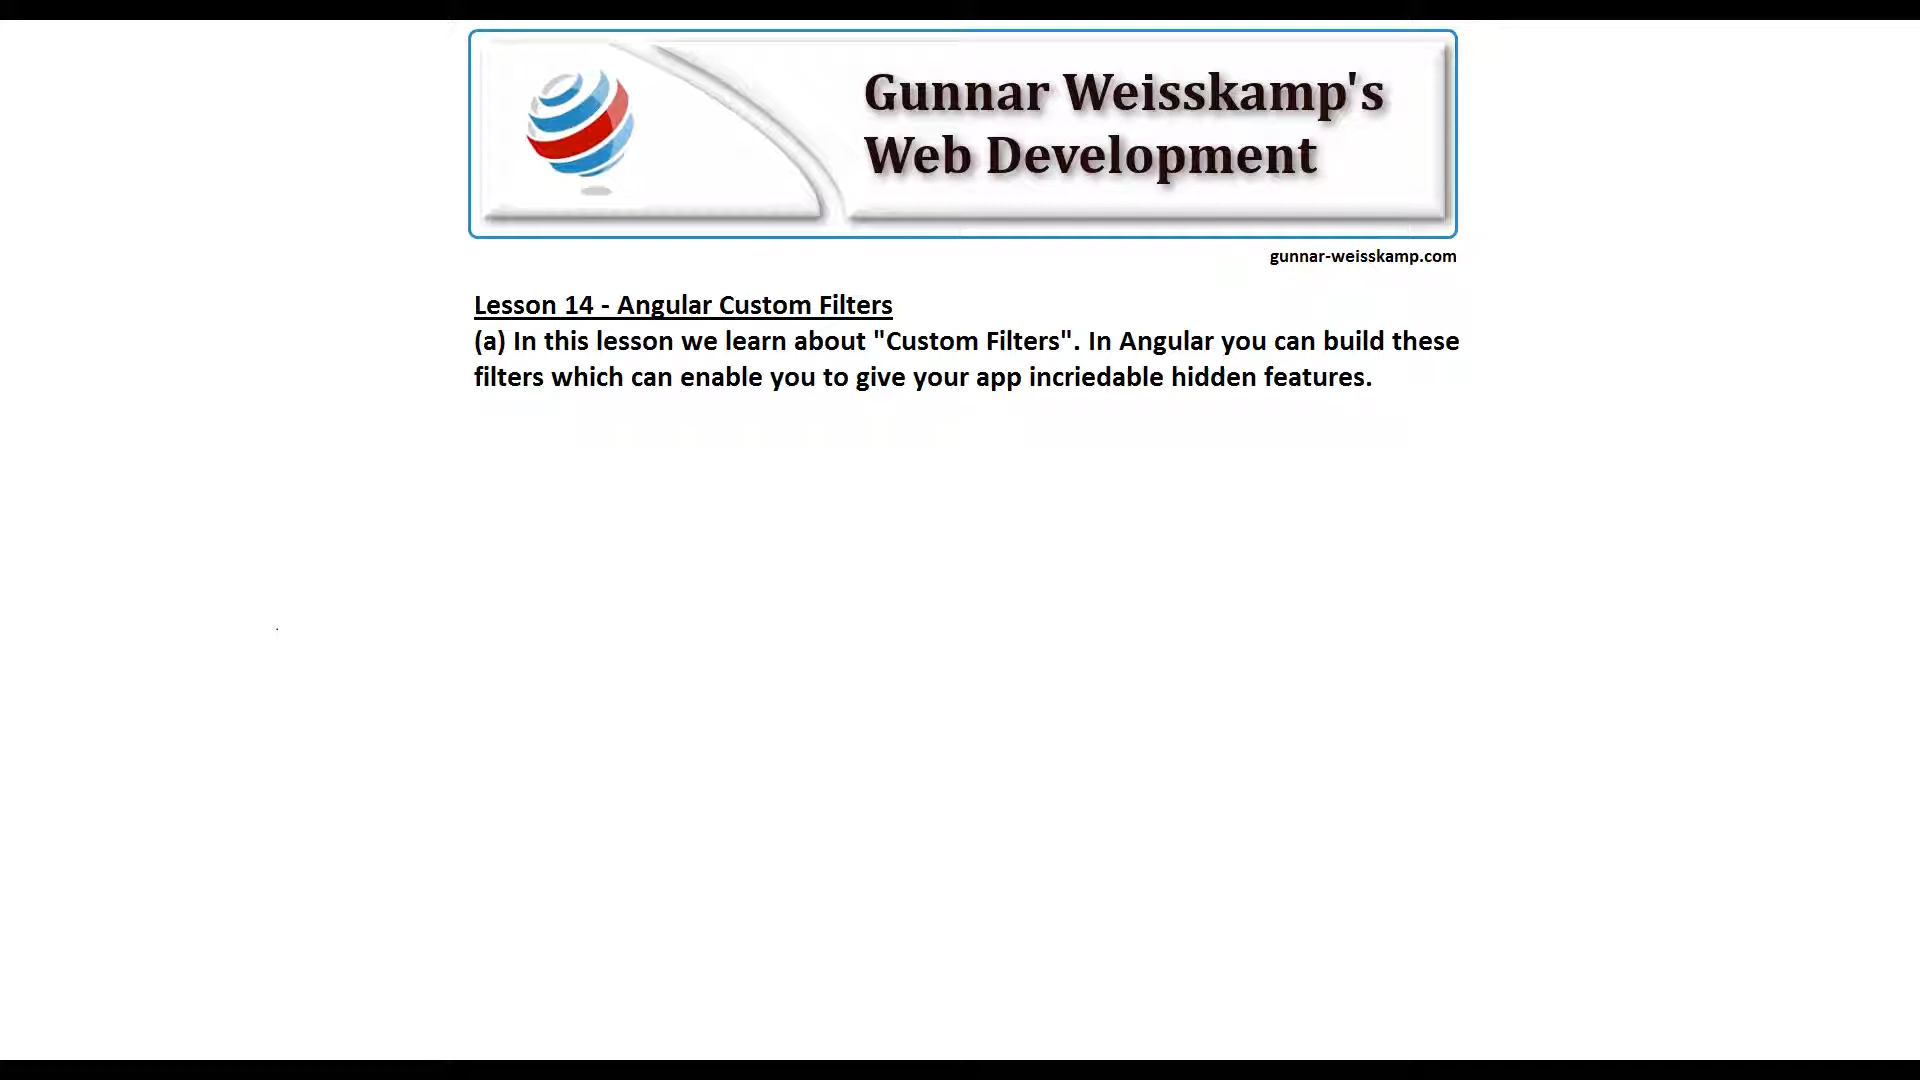 Gunnar Weisskamp's
Web Development
gunnar-weisskamp.com
Lesson 14 - Angular Custom Filters
(a) In this lesson we learn about "Custom Filters". In Angular you can build these
filters which can enable you to give your app incriedable hidden features.